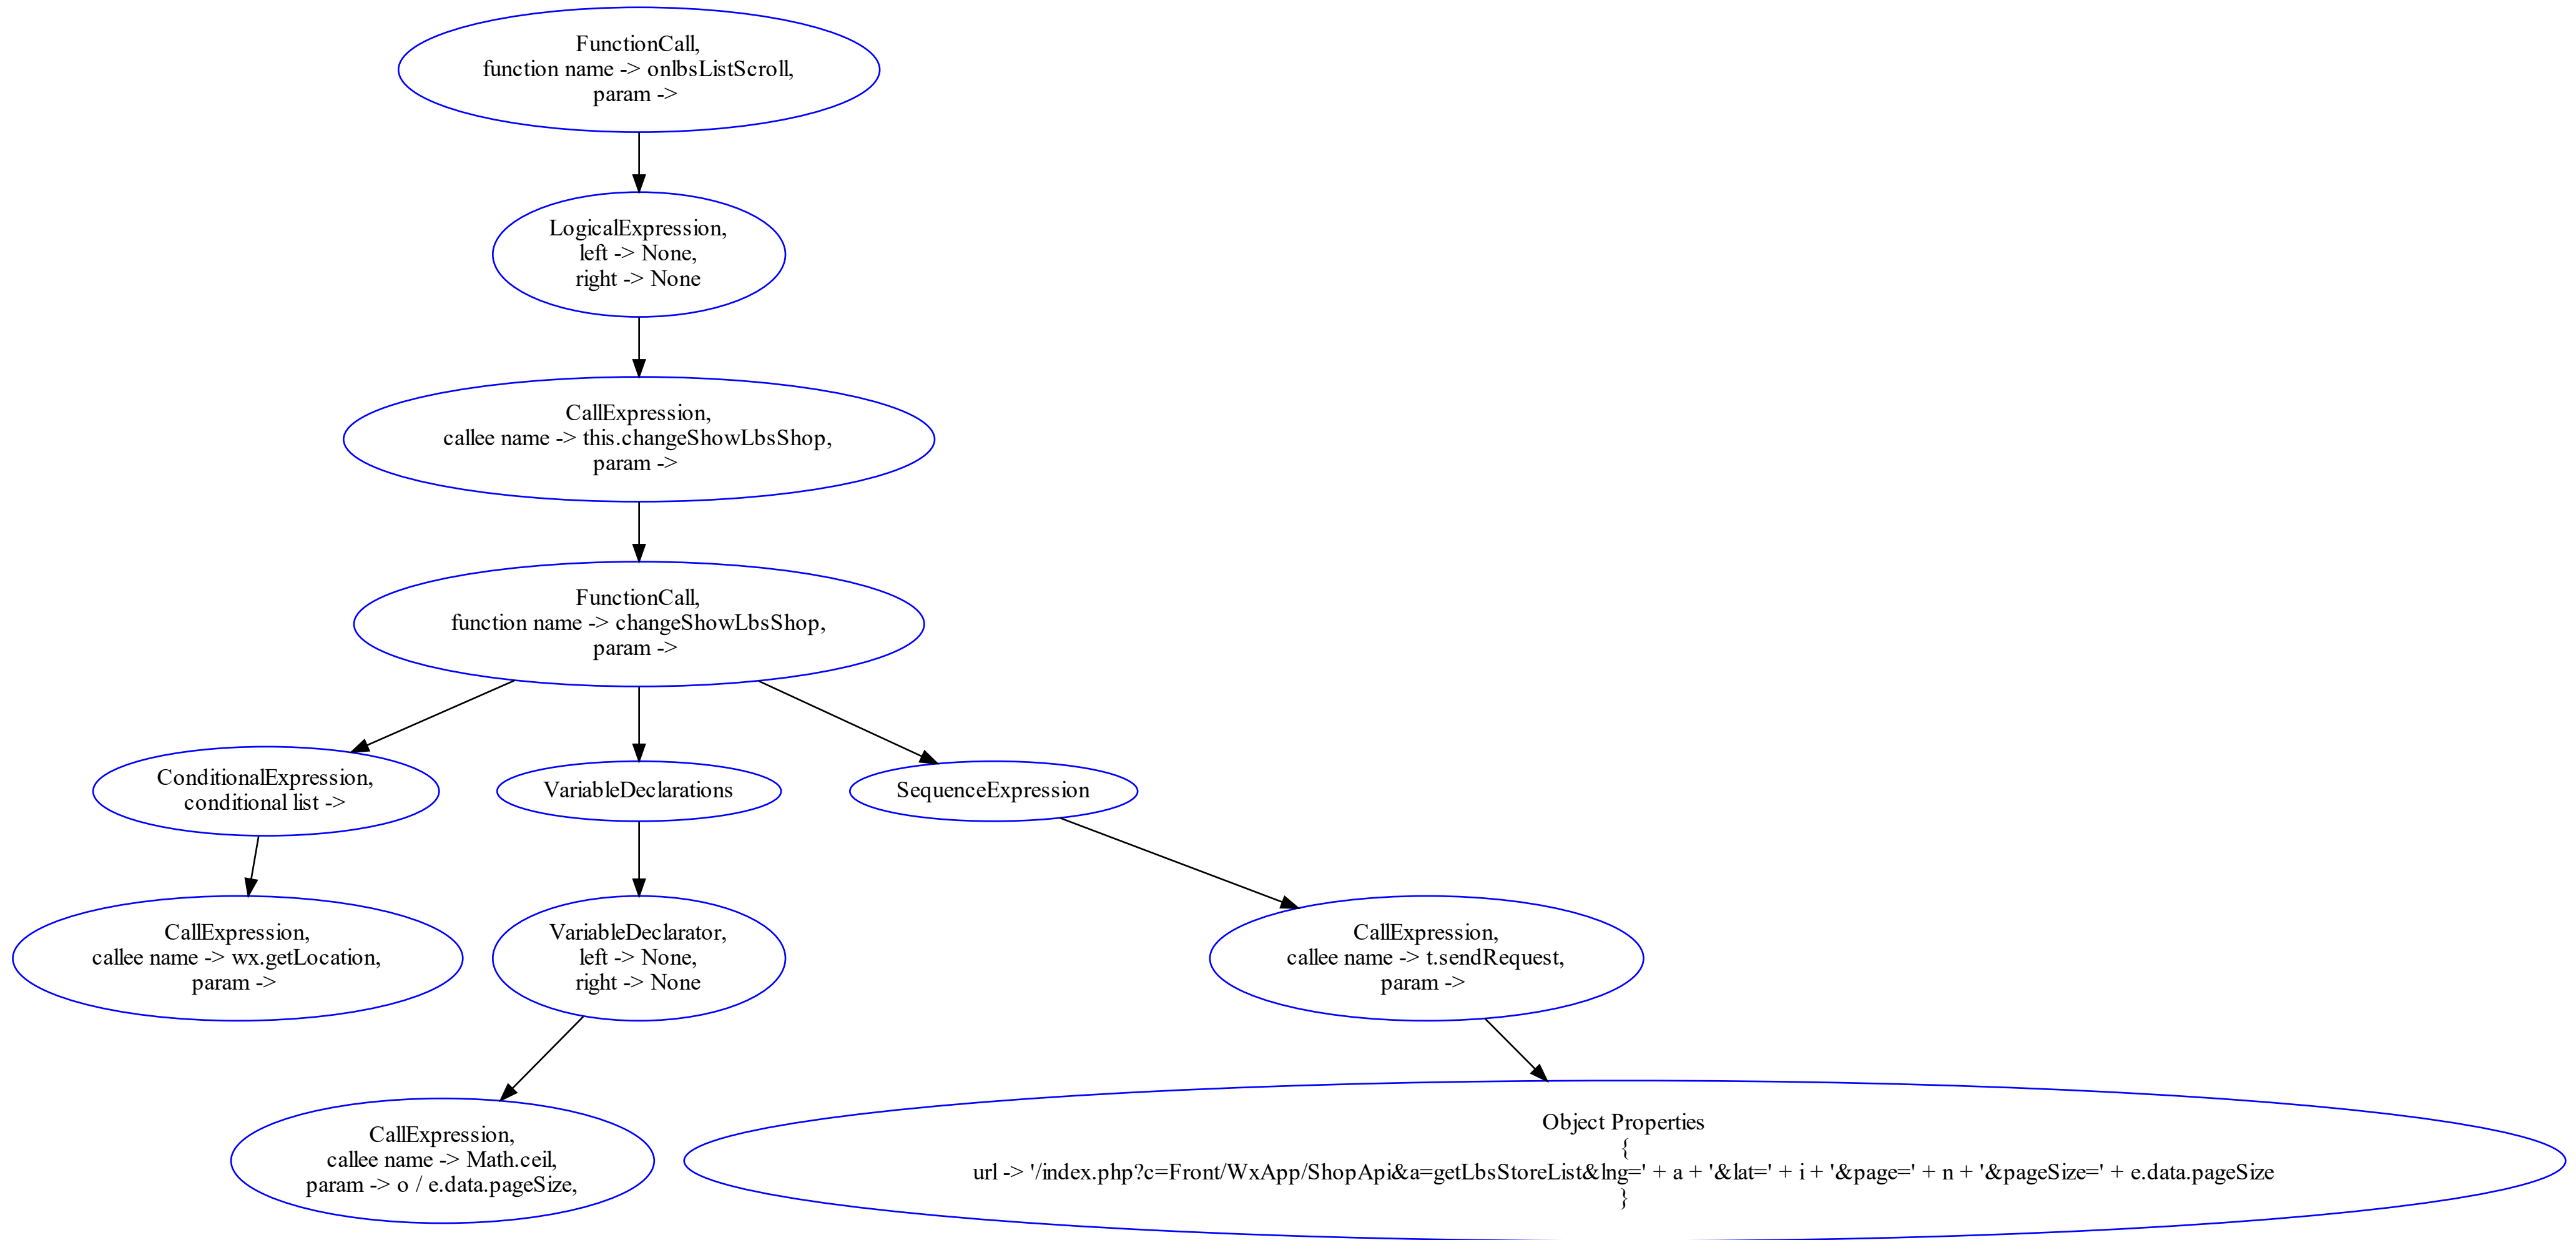 FunctionCall,
function name -> onlbsListScroll,
param ->
LogicalExpression,
left -> None,
right -> None
CallExpression,
callee name -> this.changeShowLbsShop,
param ->
FunctionCall,
function name -> changeShowLbsShop,
param ->
ConditionalExpression,
conditional list ->
VariableDeclarations
SequenceExpression
CallExpression,
callee name -> wx.getLocation,
param ->
VariableDeclarator,
left -> None,
right -> None
CallExpression,
callee name -> t.sendRequest,
param ->
CallExpression,
callee name -> Math.ceil,
param -> o / e.data.pageSize,
Object Properties
{
url -> '/index.php?c=Front/WxApp/ShopApi&a=getLbsStoreList&lng=' + a + '&lat=' + i + '&page=' + n + '&pageSize=' + e.data.pageSize
}